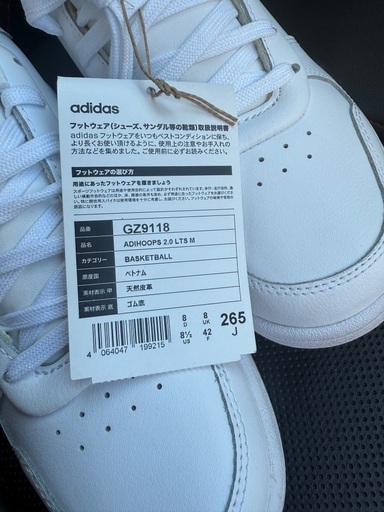 adidas
フットウェア(シューズ、サンダル等の靴類)取扱説明書
adidas フットウェアをいつもベストコンディションに保ち、
より長くお使い頂けるように、使用上の注意やお手入れの
方法などを集めました。ご使用前に必ずお読みください。
フットウェアの選び方
用途にあったフットウェアを履きましょう
品番 GZ9118
品名 ADIHOOPS 2.0 LTS M
カテゴリー BASKETBALL
原産国 ベトナム
素材表示 甲 天然皮革
素材表示 底 ゴム底
8 D 8 UK 265
8½ US 42 F J
4 064047 199215